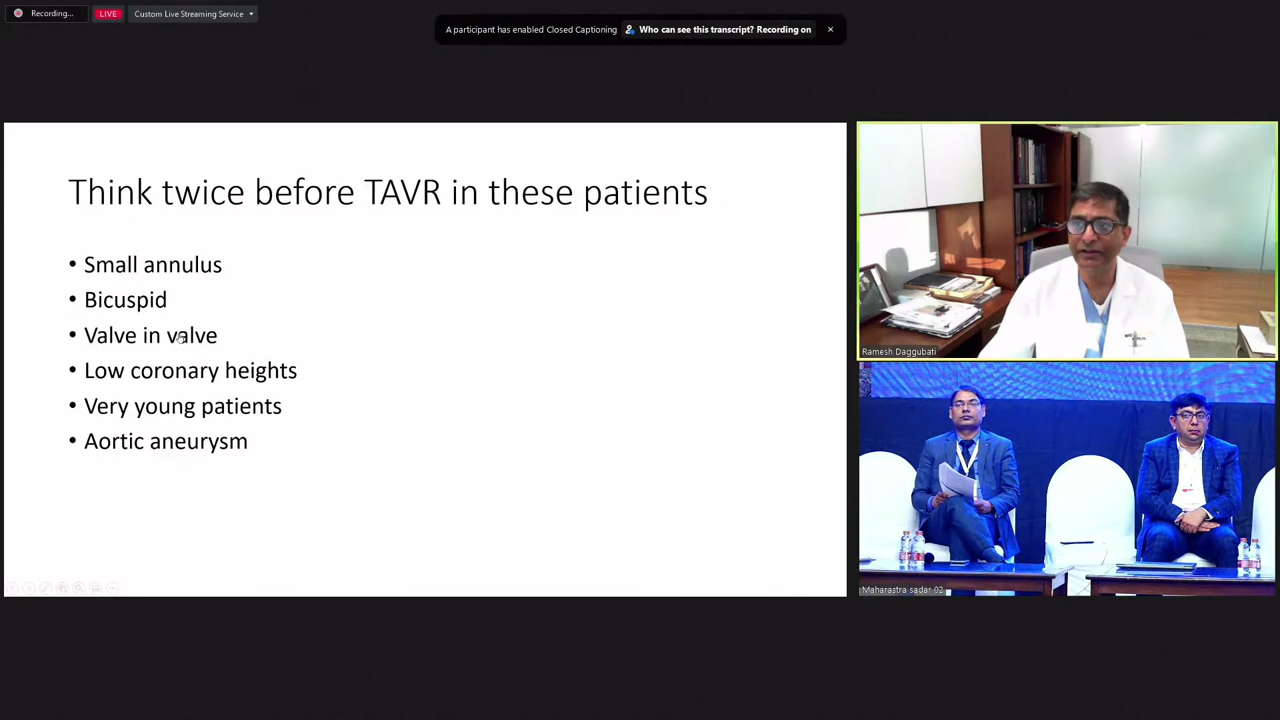 Recording...
LIVE
Custom Live Streaming Service
A participant has enabled Closed Captioning
Who can see this transcript? Recording on
Think twice before TAVR in these patients
• Small annulus
• Bicuspid
• Valve in valve
• Low coronary heights
• Very young patients
• Aortic aneurysm
Ramesh Daggubati
Maharastra sadar 02